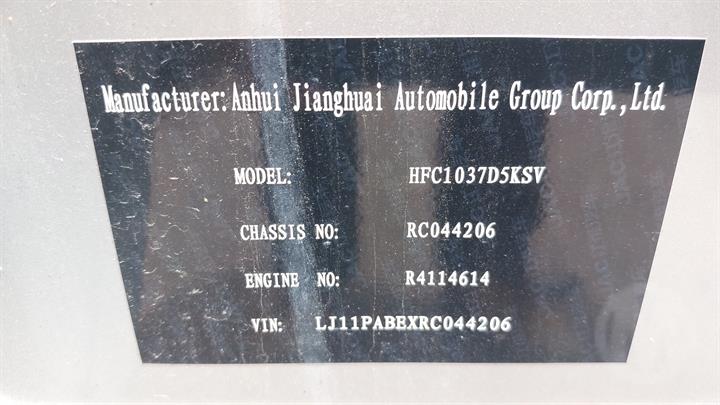 Manufacturer: Anhui Jianghuai Automobile Group Corp., Ltd.
MODEL: HFC1037D5KSV
CHASSIS NO: RC044206
ENGINE NO: R4114614
VIN: LJ11PABEXRC044206